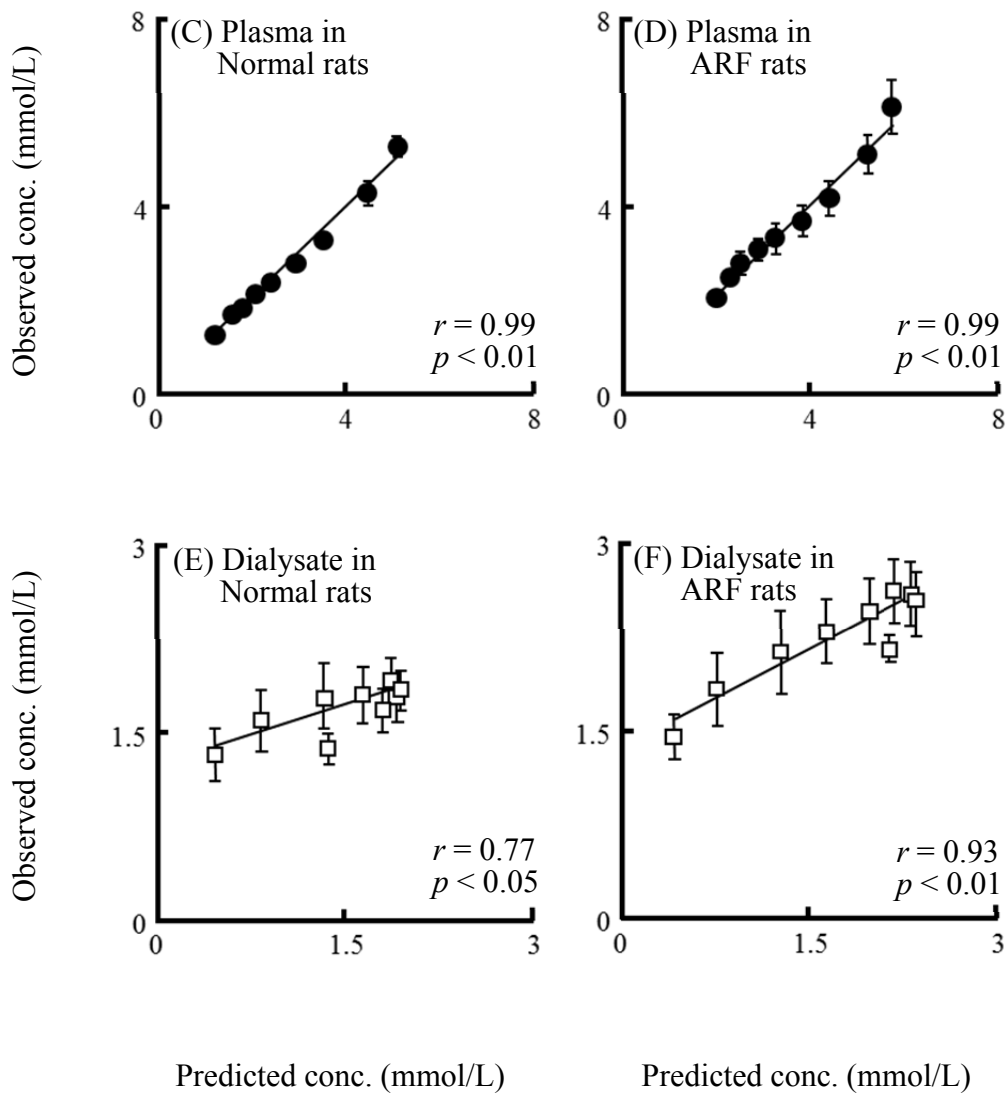 (C) Plasma in
Normal rats
(D) Plasma in
ARF rats
Observed conc. (mmol/L)
8
4
0
r = 0.99
p < 0.01
0
4
8
r = 0.99
p < 0.01
0
4
8
0
4
8
(E) Dialysate in
Normal rats
(F) Dialysate in
ARF rats
Observed conc. (mmol/L)
3
1.5
0
r = 0.77
p < 0.05
0
1.5
3
3
1.5
0
r = 0.93
p < 0.01
0
1.5
3
Predicted conc. (mmol/L)
Predicted conc. (mmol/L)